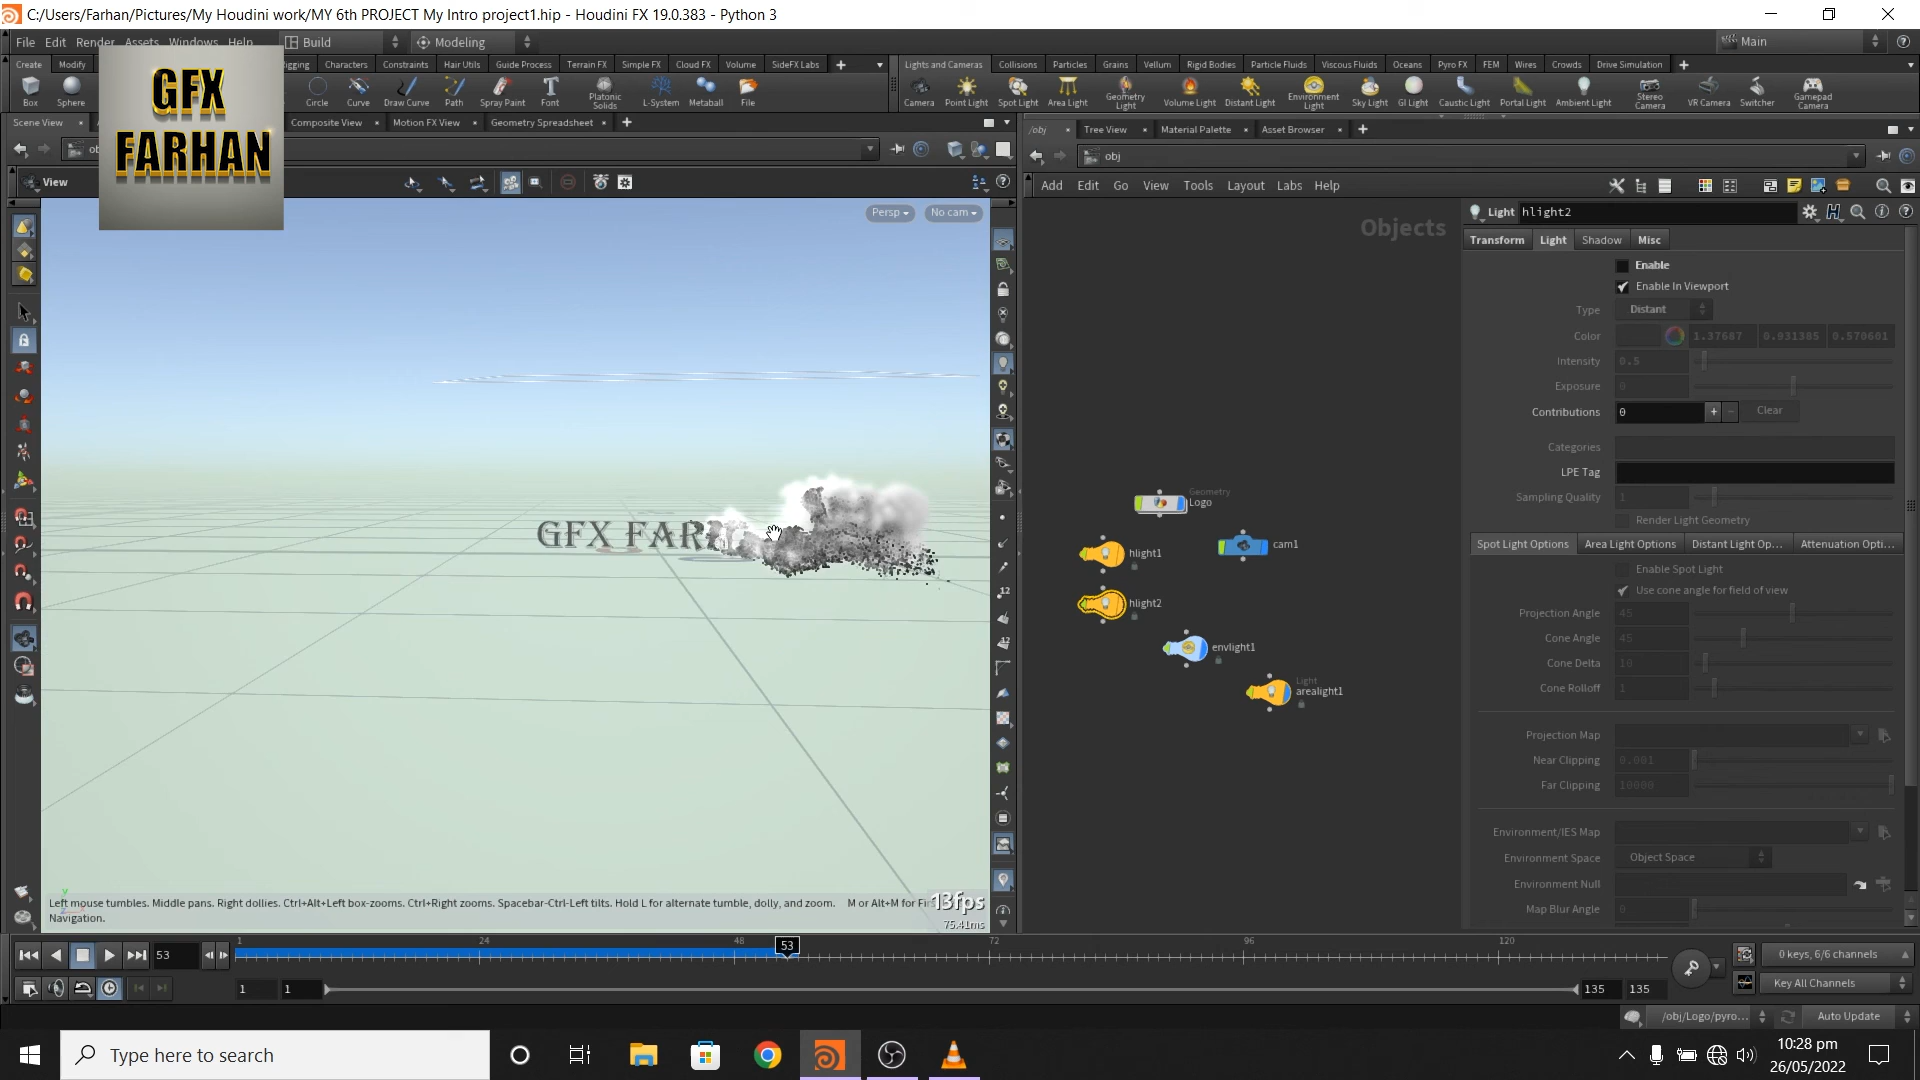 C:/Users/Farhan/Pictures/My Houdini work/MY 6th PROJECT My Intro project1.hip - Houdini FX 19.0.383 - Python 3
File Edit Render Assets Windows Help Build Modeling Main
Create Modify Rigging Characters Constraints Hair Utils Guide Process Terrain FX Simple FX Cloud FX Volume SideFX Labs
Lights and Cameras Collisions Particles Grains Vellum Rigid Bodies Particle Fluids Viscous Fluids Oceans Pyro FX FEM Wires Crowds Drive Simulation
Box Sphere Circle Curve Draw Curve Path Spray Paint Font Platonic Solids L-System Metaball File
Camera Point Light Spot Light Area Light Geometry Light Volume Light Distant Light Environment Light Sky Light GI Light Caustic Light Portal Light Ambient Light Stereo Camera VR Camera Switcher Gamepad Camera
GFX
FARHAN
Scene View Composite View Motion FX View Geometry Spreadsheet
/obj Tree View Material Palette Asset Browser
obj
View
Add Edit Go View Tools Layout Labs Help
Persp No cam
Objects
Light hlight2
Transform Light Shadow Misc
Enable
Enable In Viewport
Type Distant
Color 1.37687 0.931385 0.570601
Intensity 0.5
Exposure 0
Contributions 0 + - Clear
Categories
LPE Tag
Sampling Quality 1
Render Light Geometry
Spot Light Options Area Light Options Distant Light Op... Attenuation Opti...
Enable Spot Light
Use cone angle for field of view
Projection Angle 45
Cone Angle 45
Cone Delta 10
Cone Rolloff 1
Projection Map
Near Clipping 0.001
Far Clipping 10000
Environment/IES Map
Environment Space Object Space
Environment Null
Map Blur Angle 0
Geometry
Logo
hlight1
cam1
hlight2
envlight1
Light
arealight1
GFX FAR
12
12
Left mouse tumbles. Middle pans. Right dollies. Ctrl+Alt+Left box-zooms. Ctrl+Right zooms. Spacebar-Ctrl-Left tilts. Hold L for alternate tumble, dolly, and zoom. M or Alt+M for Fi
Navigation.
13fps
75.41ms
53
1 24 48 53 72 96 120
0 keys, 6/6 channels
1 1 135 135
Key All Channels
/obj/Logo/pyro... Auto Update
Type here to search
10:28 pm
26/05/2022